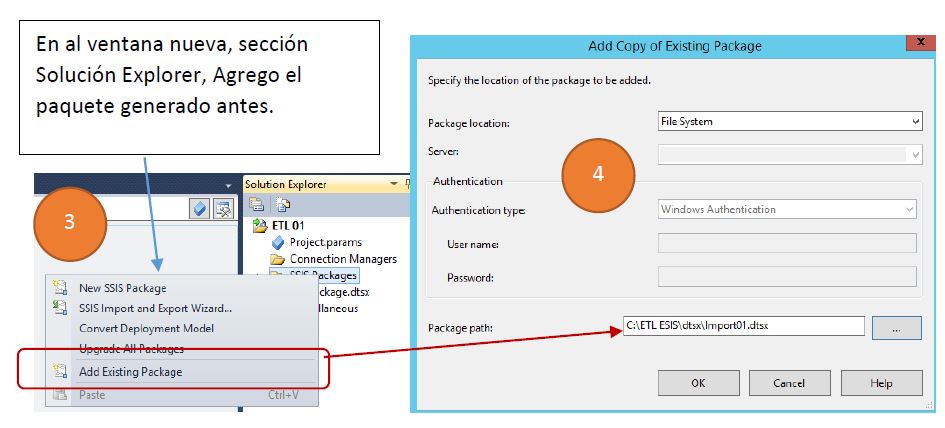 En al ventana nueva, sección
Solución Explorer, Agrego el
paquete generado antes.
3
Solution Explorer
ETL 01
Project.params
Connection Managers
SSIS Packages
ckage.dtsx
llaneous
New SSIS Package
SSIS Import and Export Wizard...
Convert Deployment Model
Upgrade All Packages
Add Existing Package
Paste Ctrl+V
Add Copy of Existing Package
x
Specify the location of the package to be added.
Package location: File System
Server:
4
Authentication
Authentication type: Windows Authentication
User name:
Password:
Package path: C:\ETL ESIS\dtsx\Import01.dtsx ...
OK Cancel Help